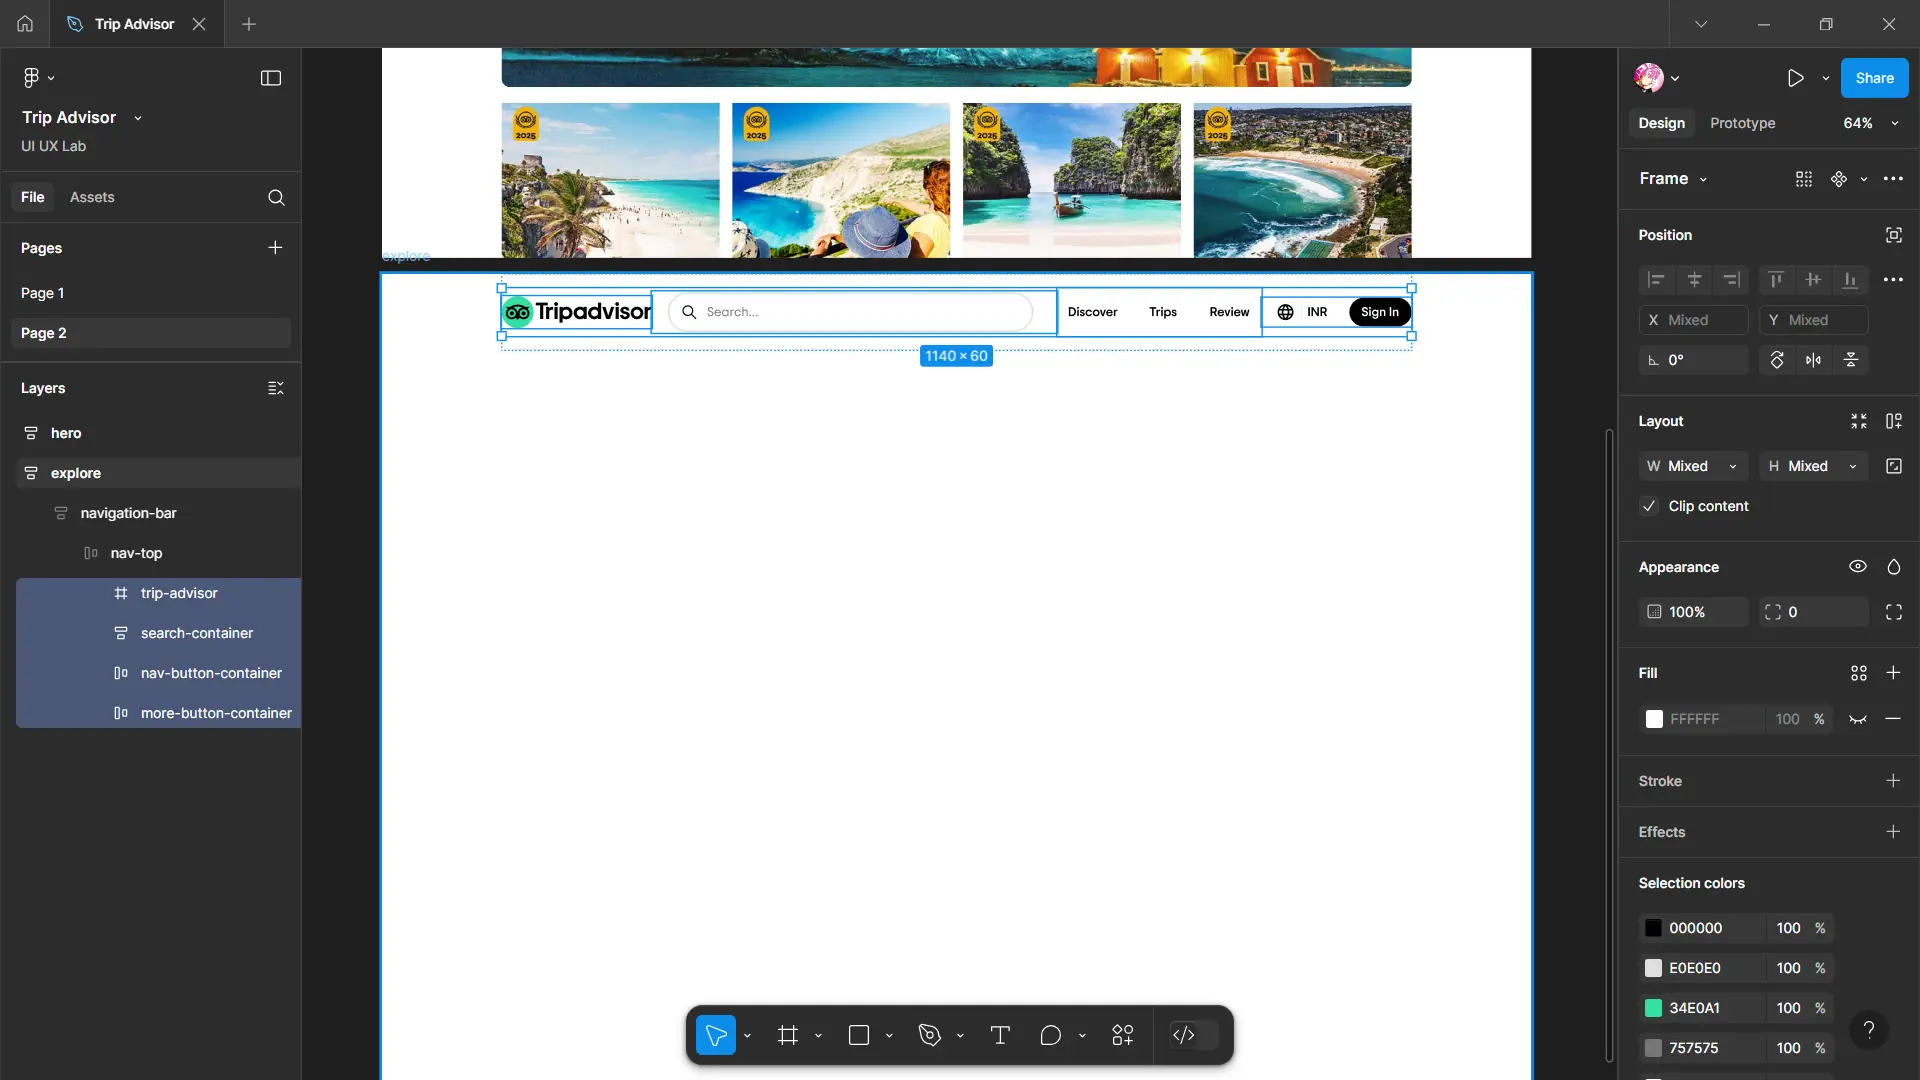 Trip Advisor
Trip Advisor
UI UX Lab
File
Assets
Pages
Page 1
Page 2
Layers
hero
explore
navigation-bar
nav-top
trip-advisor
search-container
nav-button-container
more-button-container
2025
2025
2025
2025
explore
Tripadvisor
Search...
Discover
Trips
Review
INR
Sign In
1140 × 60
Share
Design
Prototype
64%
Frame
Position
X Mixed
Y Mixed
0°
Layout
W Mixed
H Mixed
Clip content
Appearance
100%
0
Fill
FFFFFF 100 %
Stroke
Effects
Selection colors
000000 100 %
E0E0E0 100 %
34E0A1 100 %
757575 100 %
?